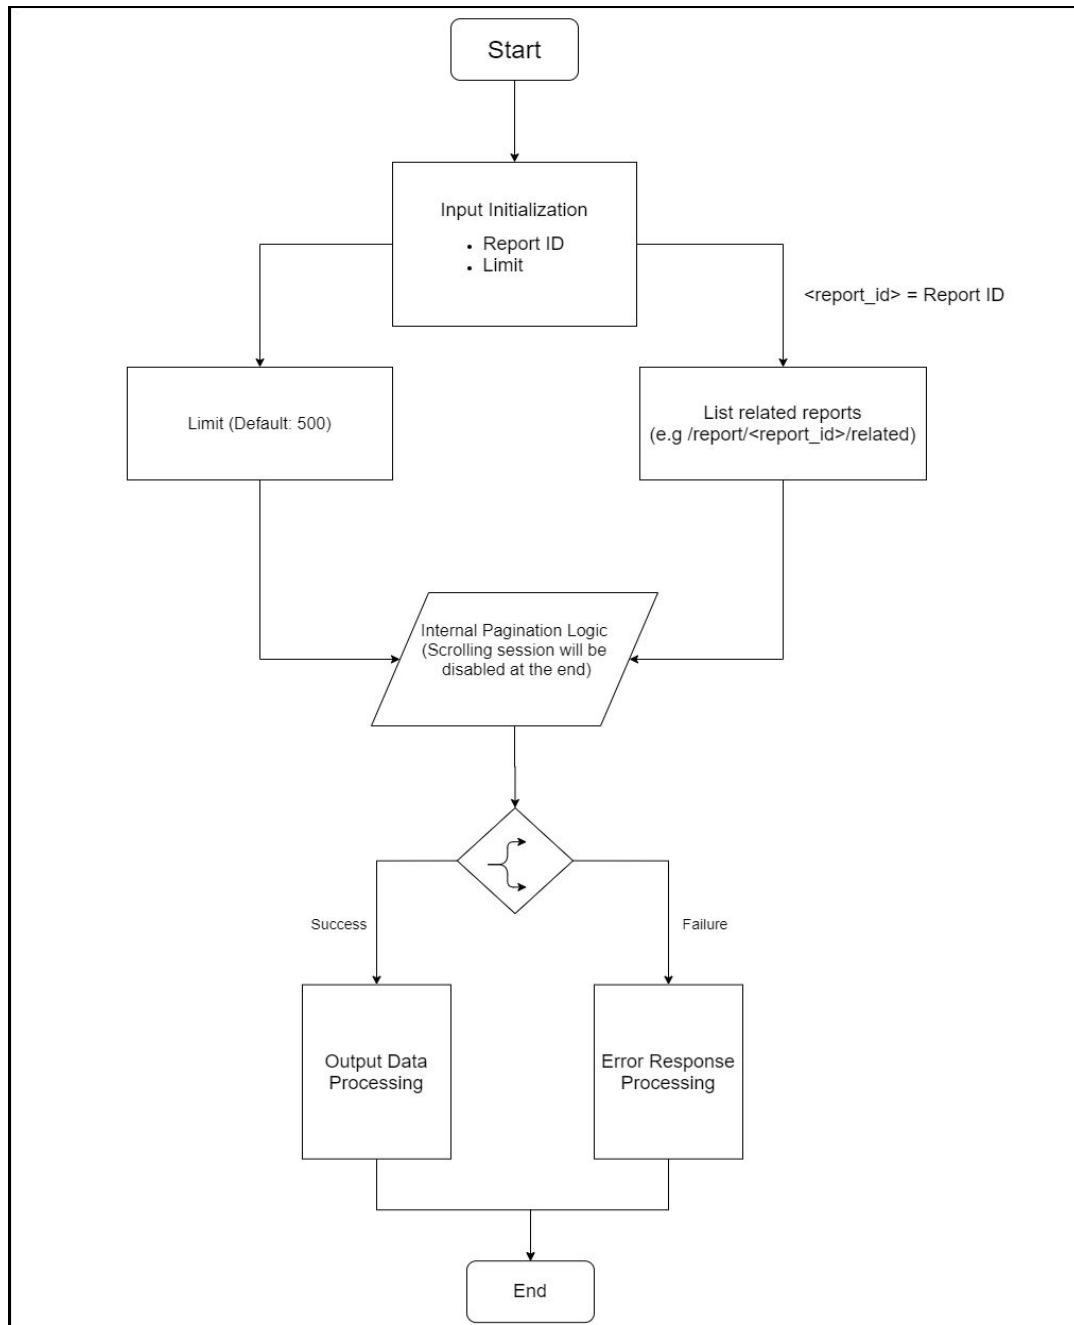 Start
Input Initialization
• Report ID
• Limit
<report_id> = Report ID
Limit (Default: 500)
List related reports
(e.g /report/<report_id>/related)
Internal Pagination Logic
(Scrolling session will be
disabled at the end)
Success
Failure
Output Data
Processing
Error Response
Processing
End